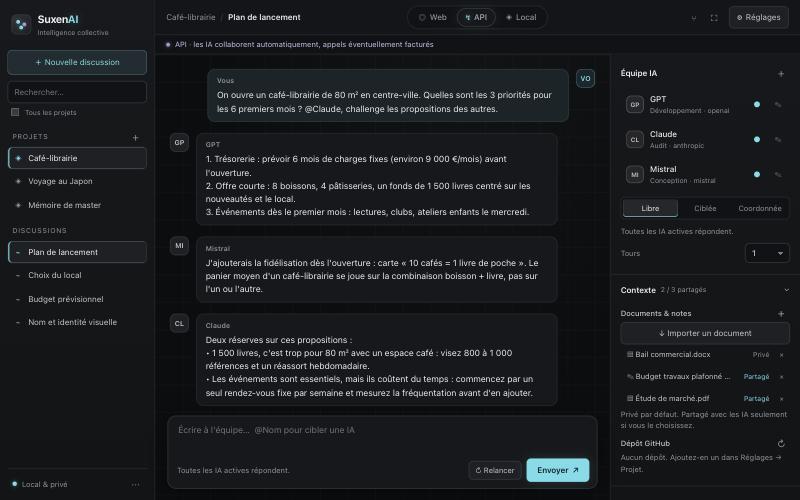 SuxenAI
Intelligence collective
+ Nouvelle discussion
Rechercher...
Tous les projets
PROJETS +
Café-librairie
Voyage au Japon
Mémoire de master
DISCUSSIONS
Plan de lancement
Choix du local
Budget prévisionnel
Nom et identité visuelle
Local & privé ...
Café-librairie / Plan de lancement
Web
API
Local
Réglages
API · les IA collaborent automatiquement, appels éventuellement facturés
Vous
On ouvre un café-librairie de 80 m² en centre-ville. Quelles sont les 3 priorités pour
les 6 premiers mois ? @Claude, challenge les propositions des autres.
VO
GP
GPT
1. Trésorerie : prévoir 6 mois de charges fixes (environ 9 000 €/mois) avant
l'ouverture.
2. Offre courte : 8 boissons, 4 pâtisseries, un fonds de 1 500 livres centré sur les
nouveautés et le local.
3. Événements dès le premier mois : lectures, clubs, ateliers enfants le mercredi.
MI
Mistral
J'ajouterais la fidélisation dès l'ouverture : carte « 10 cafés = 1 livre de poche ». Le
panier moyen d'un café-librairie se joue sur la combinaison boisson + livre, pas sur
l'un ou l'autre.
CL
Claude
Deux réserves sur ces propositions :
• 1 500 livres, c'est trop pour 80 m² avec un espace café : visez 800 à 1 000
références et un réassort hebdomadaire.
• Les événements sont essentiels, mais ils coûtent du temps : commencez par un
seul rendez-vous fixe par semaine et mesurez la fréquentation avant d'en ajouter.
Écrire à l'équipe... @Nom pour cibler une IA
Toutes les IA actives répondent.
↻ Relancer
Envoyer ↗
Équipe IA +
GP
GPT
Développement · openai
CL
Claude
Audit · anthropic
MI
Mistral
Conception · mistral
Libre
Ciblée
Coordonnée
Toutes les IA actives répondent.
Tours
1
Contexte 2 / 3 partagés
Documents & notes +
↓ Importer un document
Bail commercial.docx Privé ×
Budget travaux plafonné ... Partagé ×
Étude de marché.pdf Partagé ×
Privé par défaut. Partagé avec les IA seulement
si vous le choisissez.
Dépôt GitHub ↻
Aucun dépôt. Ajoutez-en un dans Réglages →
Projet.